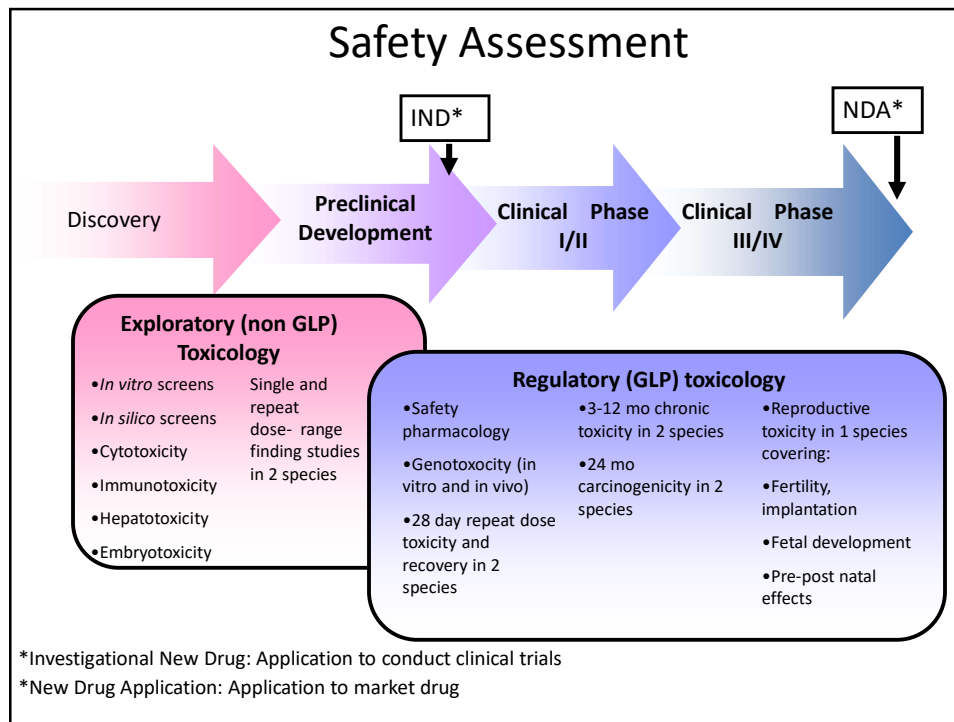 Safety Assessment
IND*
NDA*
Discovery
Preclinical
Development
Clinical Phase
I/II
Clinical Phase
III/IV
Exploratory (non GLP)
Toxicology
•In vitro screens
•In silico screens
•Cytotoxicity
•Immunotoxicity
•Hepatotoxicity
•Embryotoxicity
Single and
repeat
dose- range
finding studies
in 2 species
Regulatory (GLP) toxicology
•Safety
pharmacology
•Genotoxocity (in
vitro and in vivo)
•28 day repeat dose
toxicity and
recovery in 2
species
•3-12 mo chronic
toxicity in 2 species
•24 mo
carcinogenicity in 2
species
•Reproductive
toxicity in 1 species
covering:
•Fertility,
implantation
•Fetal development
•Pre-post natal
effects
*Investigational New Drug: Application to conduct clinical trials
*New Drug Application: Application to market drug